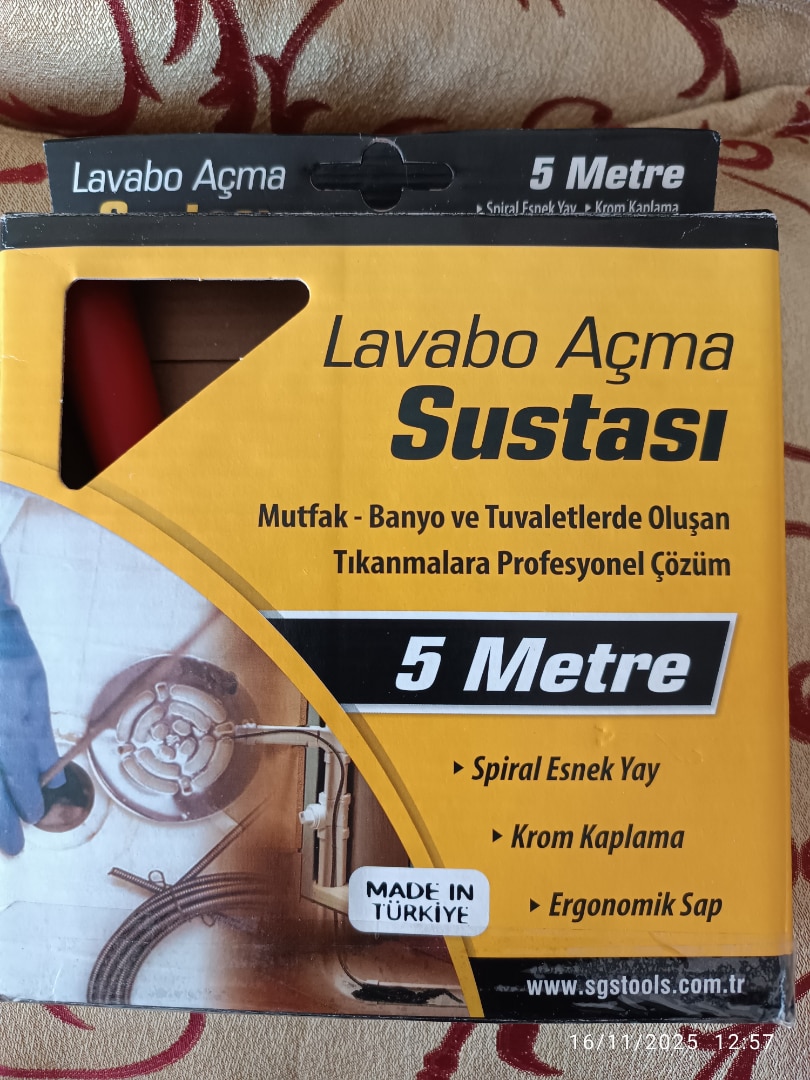 Lavabo Açma
5 Metre
▸ Spiral Esnek Yay ▸ Krom Kaplama
Lavabo Açma
Sustası
Mutfak - Banyo ve Tuvaletlerde Oluşan
Tıkanmalara Profesyonel Çözüm
5 Metre
▸ Spiral Esnek Yay
▸ Krom Kaplama
▸ Ergonomik Sap
MADE IN
TÜRKİYE
www.sgstools.com.tr
16/11/2025 12:57